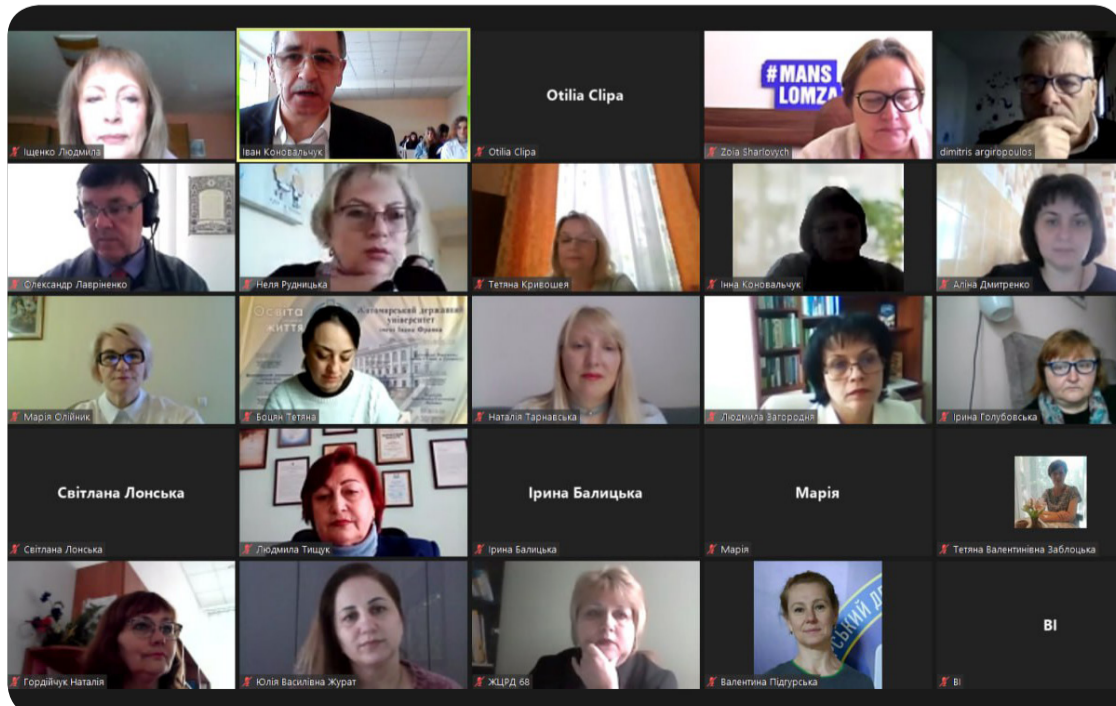 Іщенко Людмила
Іван Коновальчук
Otilia Clipa
Otilia Clipa
#MANS
LOMZA
Zoia Sharlovych
dimitris argiropoulos
Олександр Лавріненко
Неля Рудницька
Тетяна Кривошея
Інна Коновальчук
Аліна Дмитренко
Марія Олійник
Освіта
життя
Житомирський державний
університет
імені Івана Франка
Боцян Тетяна
Наталія Тарнавська
Людмила Загородня
Ірина Голубовська
Світлана Лонська
Світлана Лонська
Людмила Тищук
Ірина Балицька
Ірина Балицька
Марія
Марія
Тетяна Валентинівна Заблоцька
Гордійчук Наталія
Юлія Василівна Журат
ЖЦРД 68
СЬКИЙ ДЕ
Валентина Підгурська
ВІ
ВІ